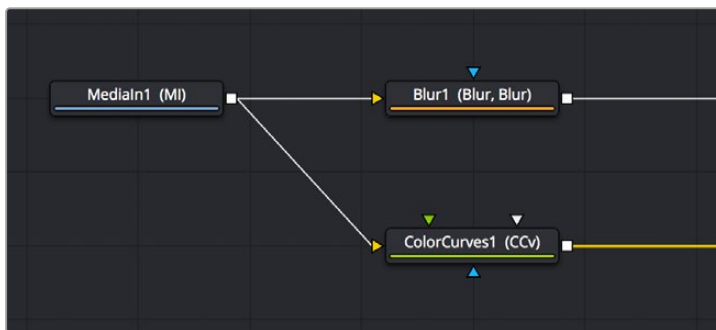 MediaIn1 (MI)
Blur1 (Blur, Blur)
ColorCurves1 (CCv)